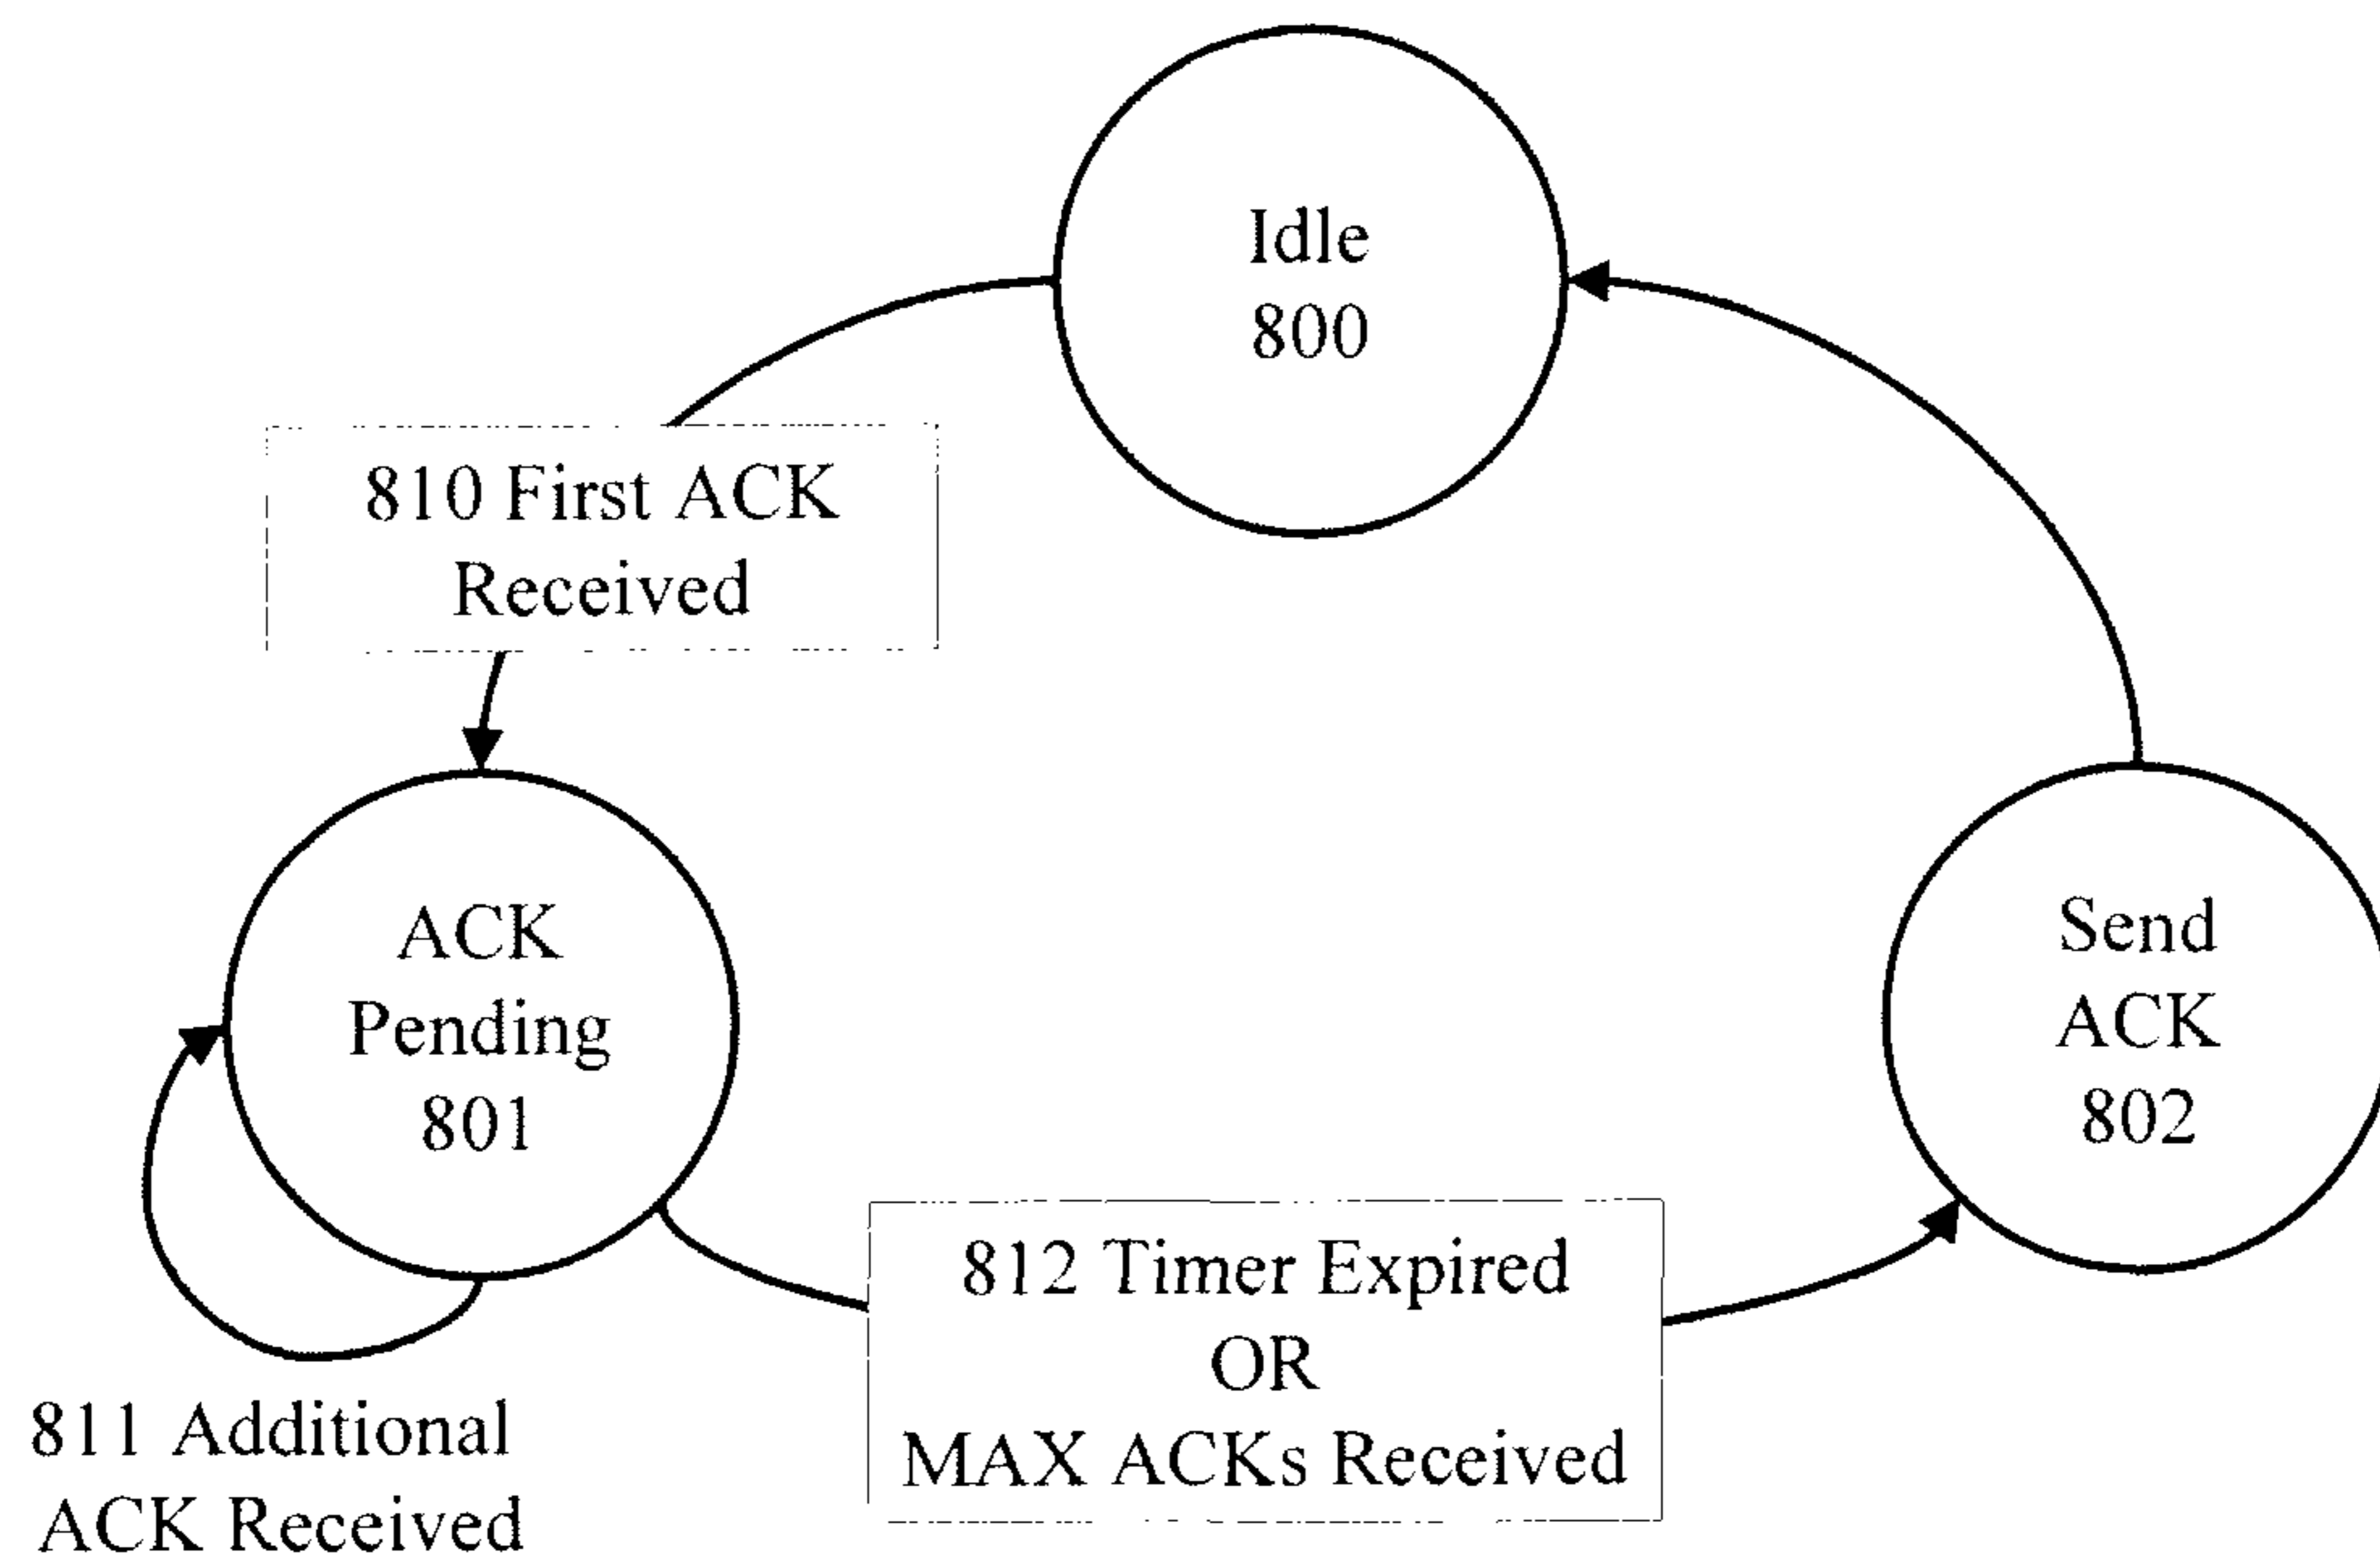 Idle
800
810 First ACK
Received
ACK
Pending
801
Send
ACK
802
812 Timer Expired
OR
MAX ACKs Received
811 Additional
ACK Received